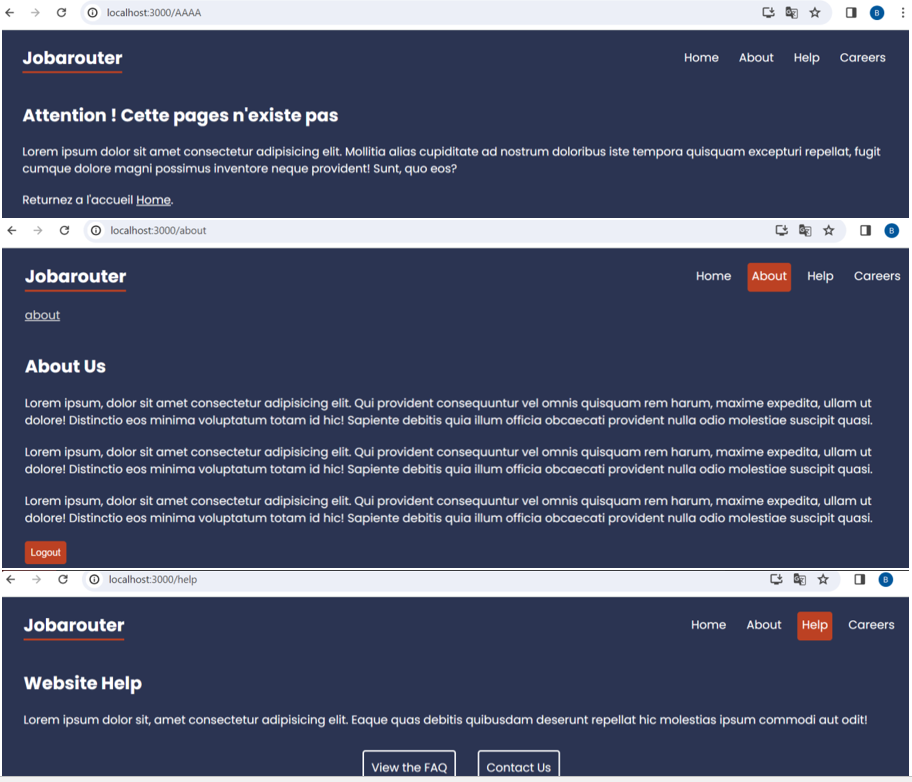 localhost:3000/AAAA
B
Jobarouter
Home About Help Careers
Attention ! Cette pages n'existe pas
Lorem ipsum dolor sit amet consectetur adipisicing elit. Mollitia alias cupiditate ad nostrum doloribus iste tempora quisquam excepturi repellat, fugit
cumque dolore magni possimus inventore neque provident! Sunt, quo eos?
Returnez a l'accueil Home.
localhost:3000/about
B
Jobarouter
Home About Help Careers
about
About Us
Lorem ipsum, dolor sit amet consectetur adipisicing elit. Qui provident consequuntur vel omnis quisquam rem harum, maxime expedita, ullam ut
dolore! Distinctio eos minima voluptatum totam id hic! Sapiente debitis quia illum officia obcaecati provident nulla odio molestiae suscipit quasi.
Lorem ipsum, dolor sit amet consectetur adipisicing elit. Qui provident consequuntur vel omnis quisquam rem harum, maxime expedita, ullam ut
dolore! Distinctio eos minima voluptatum totam id hic! Sapiente debitis quia illum officia obcaecati provident nulla odio molestiae suscipit quasi.
Lorem ipsum, dolor sit amet consectetur adipisicing elit. Qui provident consequuntur vel omnis quisquam rem harum, maxime expedita, ullam ut
dolore! Distinctio eos minima voluptatum totam id hic! Sapiente debitis quia illum officia obcaecati provident nulla odio molestiae suscipit quasi.
Logout
localhost:3000/help
B
Jobarouter
Home About Help Careers
Website Help
Lorem ipsum dolor sit, amet consectetur adipisicing elit. Eaque quas debitis quibusdam deserunt repellat hic molestias ipsum commodi aut odit!
View the FAQ Contact Us